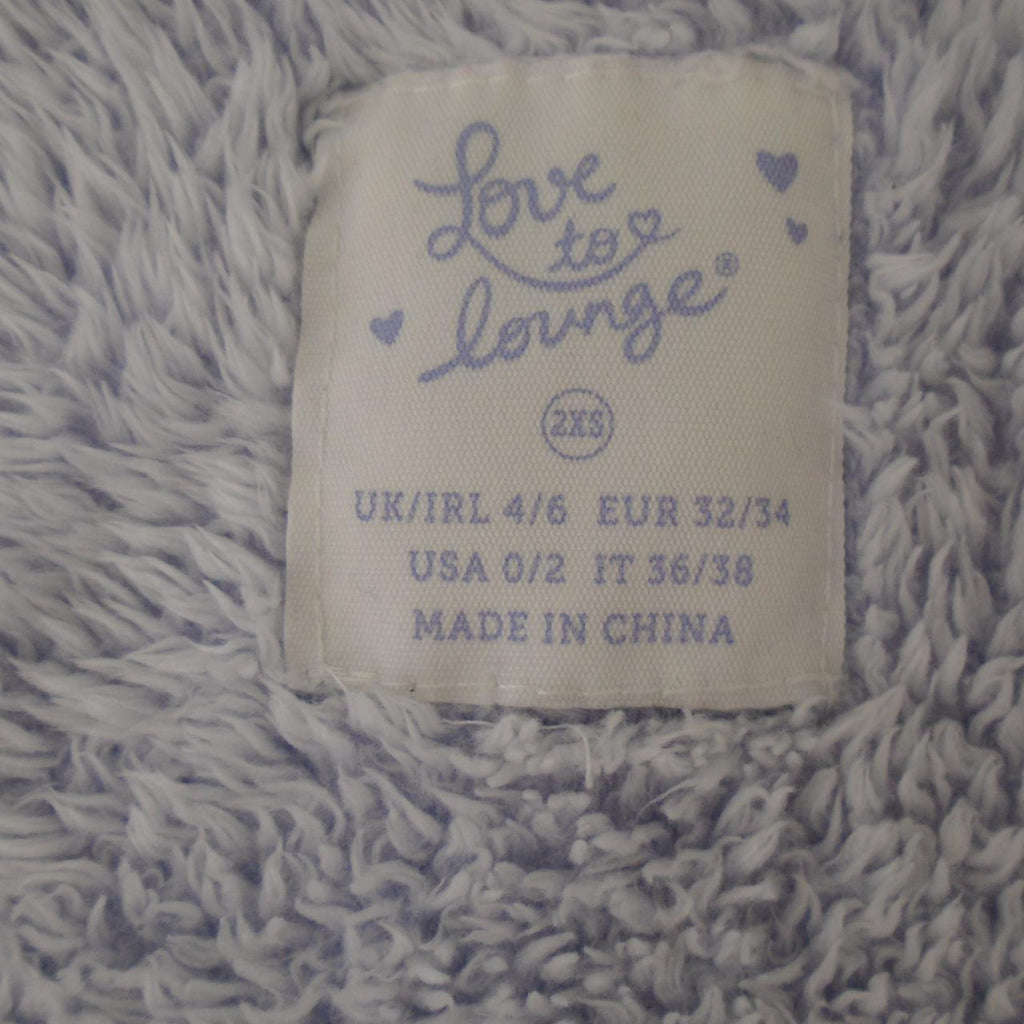 Love
to
lounge®
2XS
UK/IRL 4/6 EUR 32/34
USA 0/2 IT 36/38
MADE IN CHINA